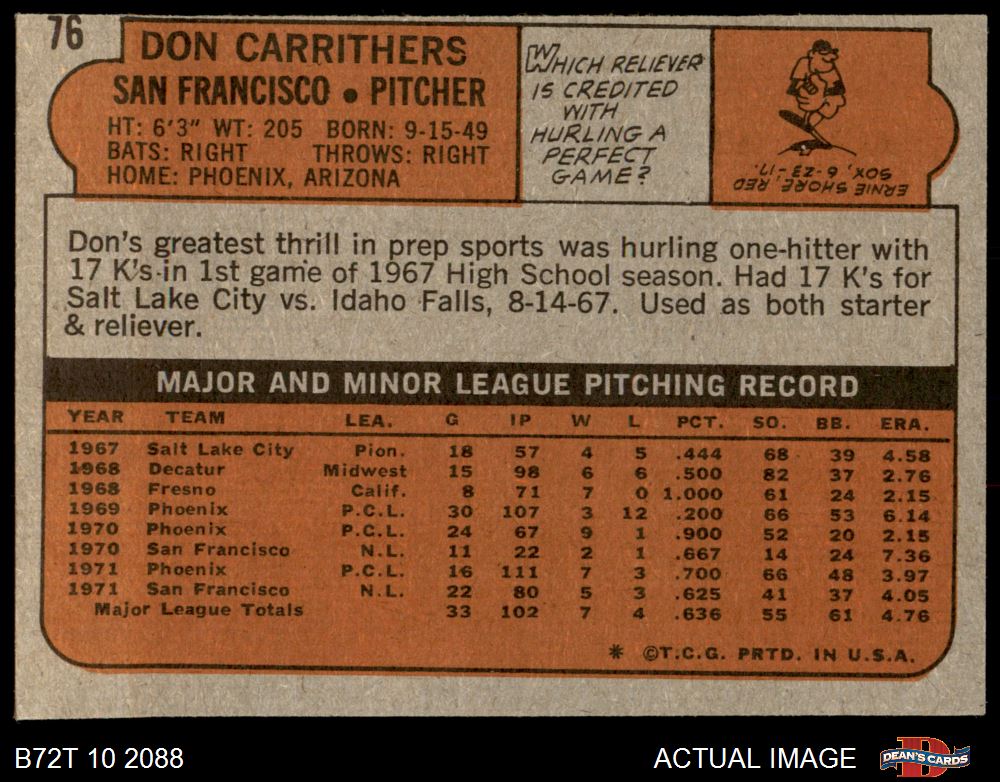 76
DON CARRITHERS
SAN FRANCISCO • PITCHER
HT: 6'3" WT: 205 BORN: 9-15-49
BATS: RIGHT THROWS: RIGHT
HOME: PHOENIX, ARIZONA
WHICH RELIEVER
IS CREDITED
WITH
HURLING A
PERFECT
GAME?
ERNIE SHORE, RED
SOX, 6-23-'17.
Don's greatest thrill in prep sports was hurling one-hitter with
17 K's in 1st game of 1967 High School season. Had 17 K's for
Salt Lake City vs. Idaho Falls, 8-14-67. Used as both starter
& reliever.
MAJOR AND MINOR LEAGUE PITCHING RECORD
YEAR TEAM LEA. G IP W L PCT. SO. BB. ERA.
1967 Salt Lake City Pion. 18 57 4 5 .444 68 39 4.58
1968 Decatur Midwest 15 98 6 6 .500 82 37 2.76
1968 Fresno Calif. 8 71 7 0 1.000 61 24 2.15
1969 Phoenix P.C.L. 30 107 3 12 .200 66 53 6.14
1970 Phoenix P.C.L. 24 67 9 1 .900 52 20 2.15
1970 San Francisco N.L. 11 22 2 1 .667 14 24 7.36
1971 Phoenix P.C.L. 16 111 7 3 .700 66 48 3.97
1971 San Francisco N.L. 22 80 5 3 .625 41 37 4.05
Major League Totals 33 102 7 4 .636 55 61 4.76
* ©T.C.G. PRTD. IN U.S.A.
B72T 10 2088
ACTUAL IMAGE
D
DEAN'S CARDS